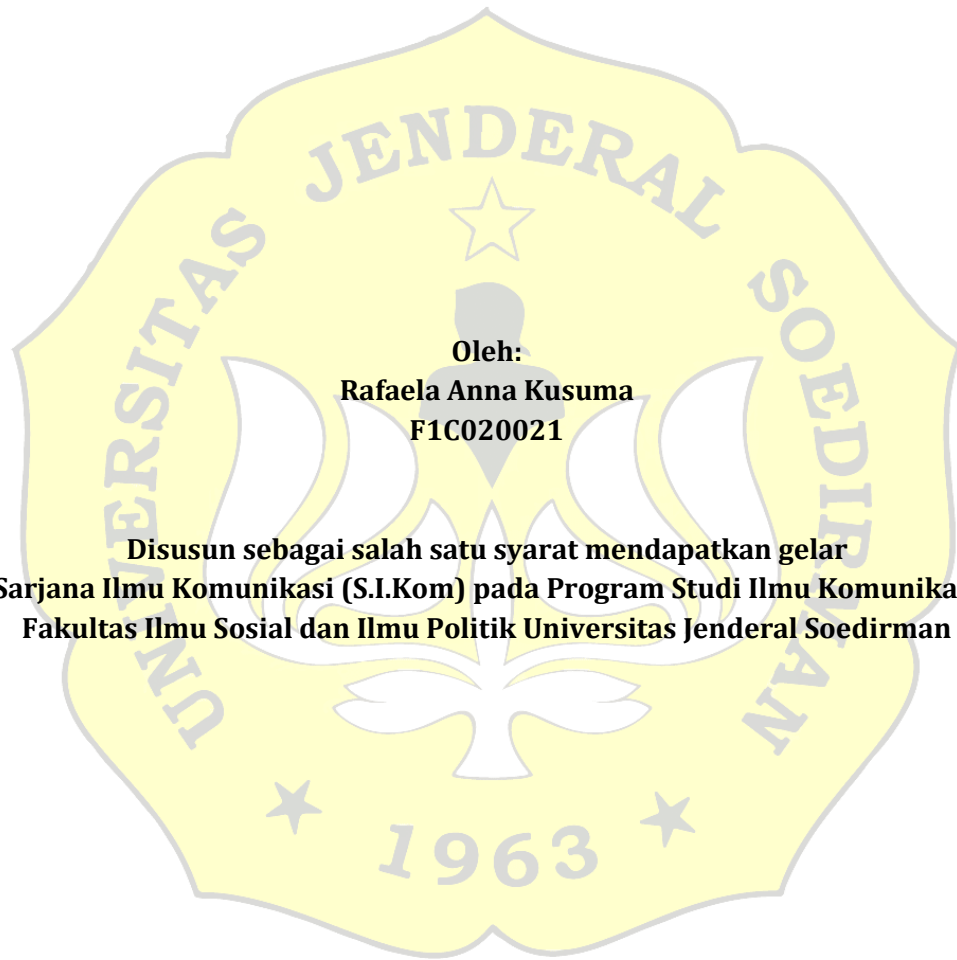 UNIVERSITAS JENDERAL SOEDIRMAN
Oleh:
Rafaela Anna Kusuma
F1C020021
Disusun sebagai salah satu syarat mendapatkan gelar
Sarjana Ilmu Komunikasi (S.I.Kom) pada Program Studi Ilmu Komunika
Fakultas Ilmu Sosial dan Ilmu Politik Universitas Jenderal Soedirman
1963